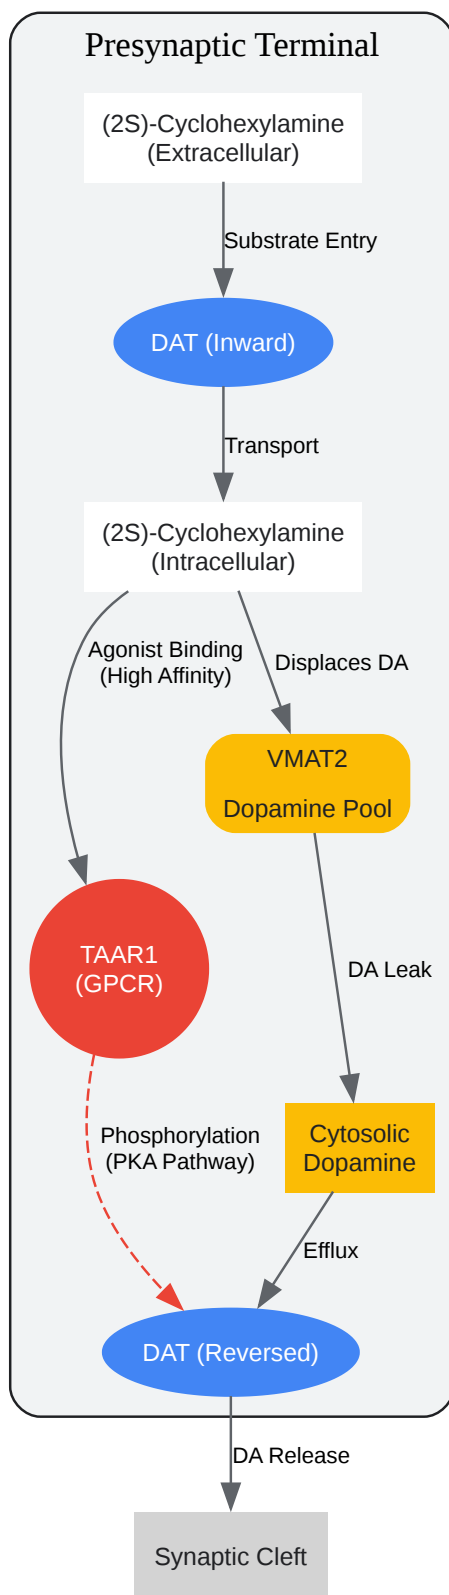 Presynaptic Terminal
(2S)-Cyclohexylamine
(Extracellular)
Substrate Entry
DAT (Inward)
Transport
(2S)-Cyclohexylamine
(Intracellular)
Agonist Binding
(High Affinity)
Displaces DA
VMAT2
Dopamine Pool
TAAR1
(GPCR)
DA Leak
Phosphorylation
(PKA Pathway)
Cytosolic
Dopamine
Efflux
DAT (Reversed)
DA Release
Synaptic Cleft